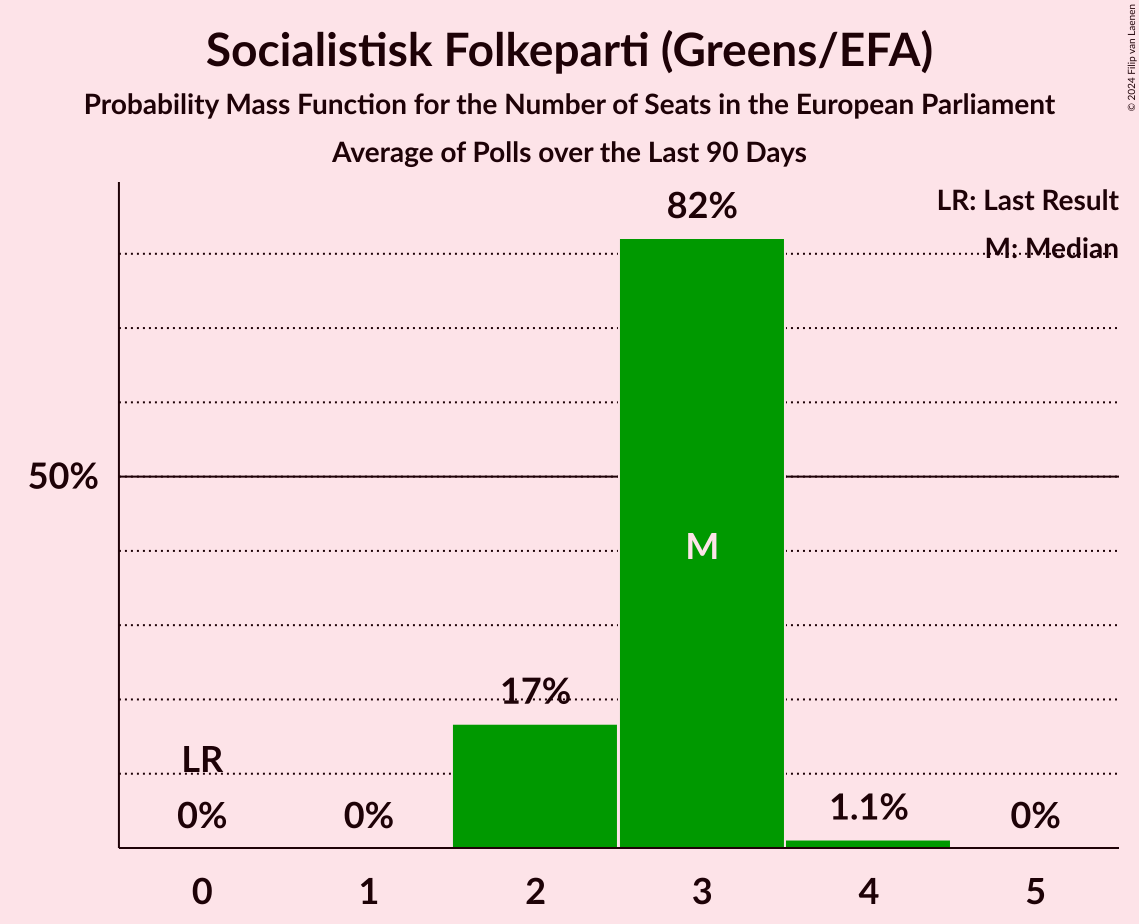 Socialistisk Folkeparti (Greens/EFA)
Probability Mass Function for the Number of Seats in the European Parliament
Average of Polls over the Last 90 Days
© 2024 Filip van Laenen
LR: Last Result
M: Median
82%
50%
M
17%
LR
0%
0%
1.1%
0%
0
1
2
3
4
5